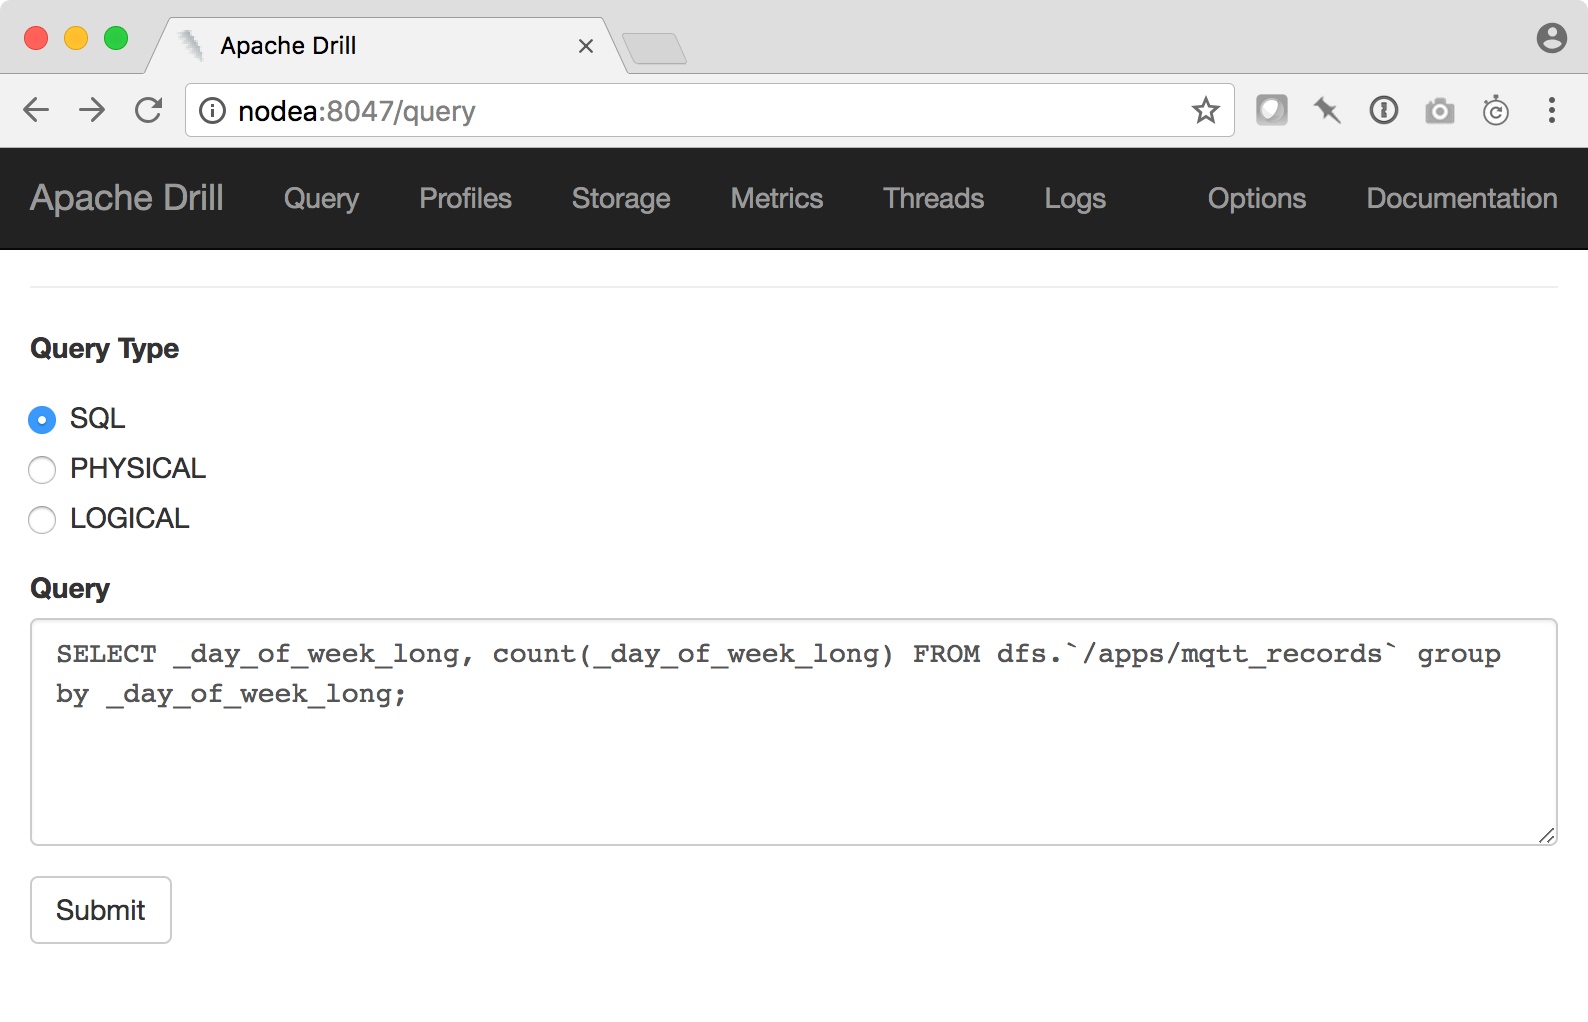 Apache Drill
nodea:8047/query
Apache Drill Query Profiles Storage Metrics Threads Logs Options Documentation
Query Type
SQL
PHYSICAL
LOGICAL
Query
SELECT _day_of_week_long, count(_day_of_week_long) FROM dfs.`/apps/mqtt_records` group
by _day_of_week_long;
Submit